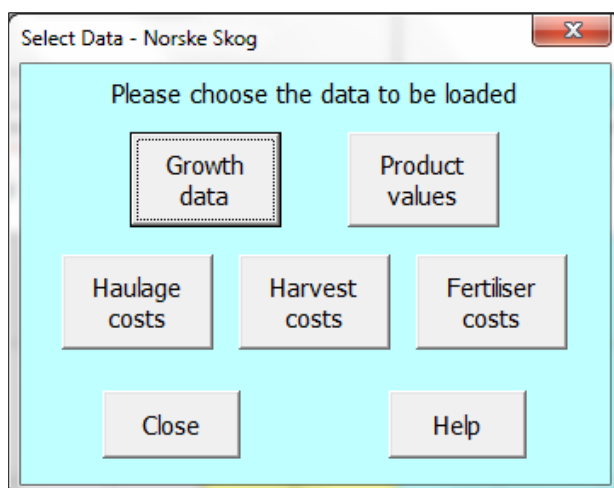 Select Data - Norske Skog
Please choose the data to be loaded
Growth
data
Product
values
Haulage
costs
Harvest
costs
Fertiliser
costs
Close
Help